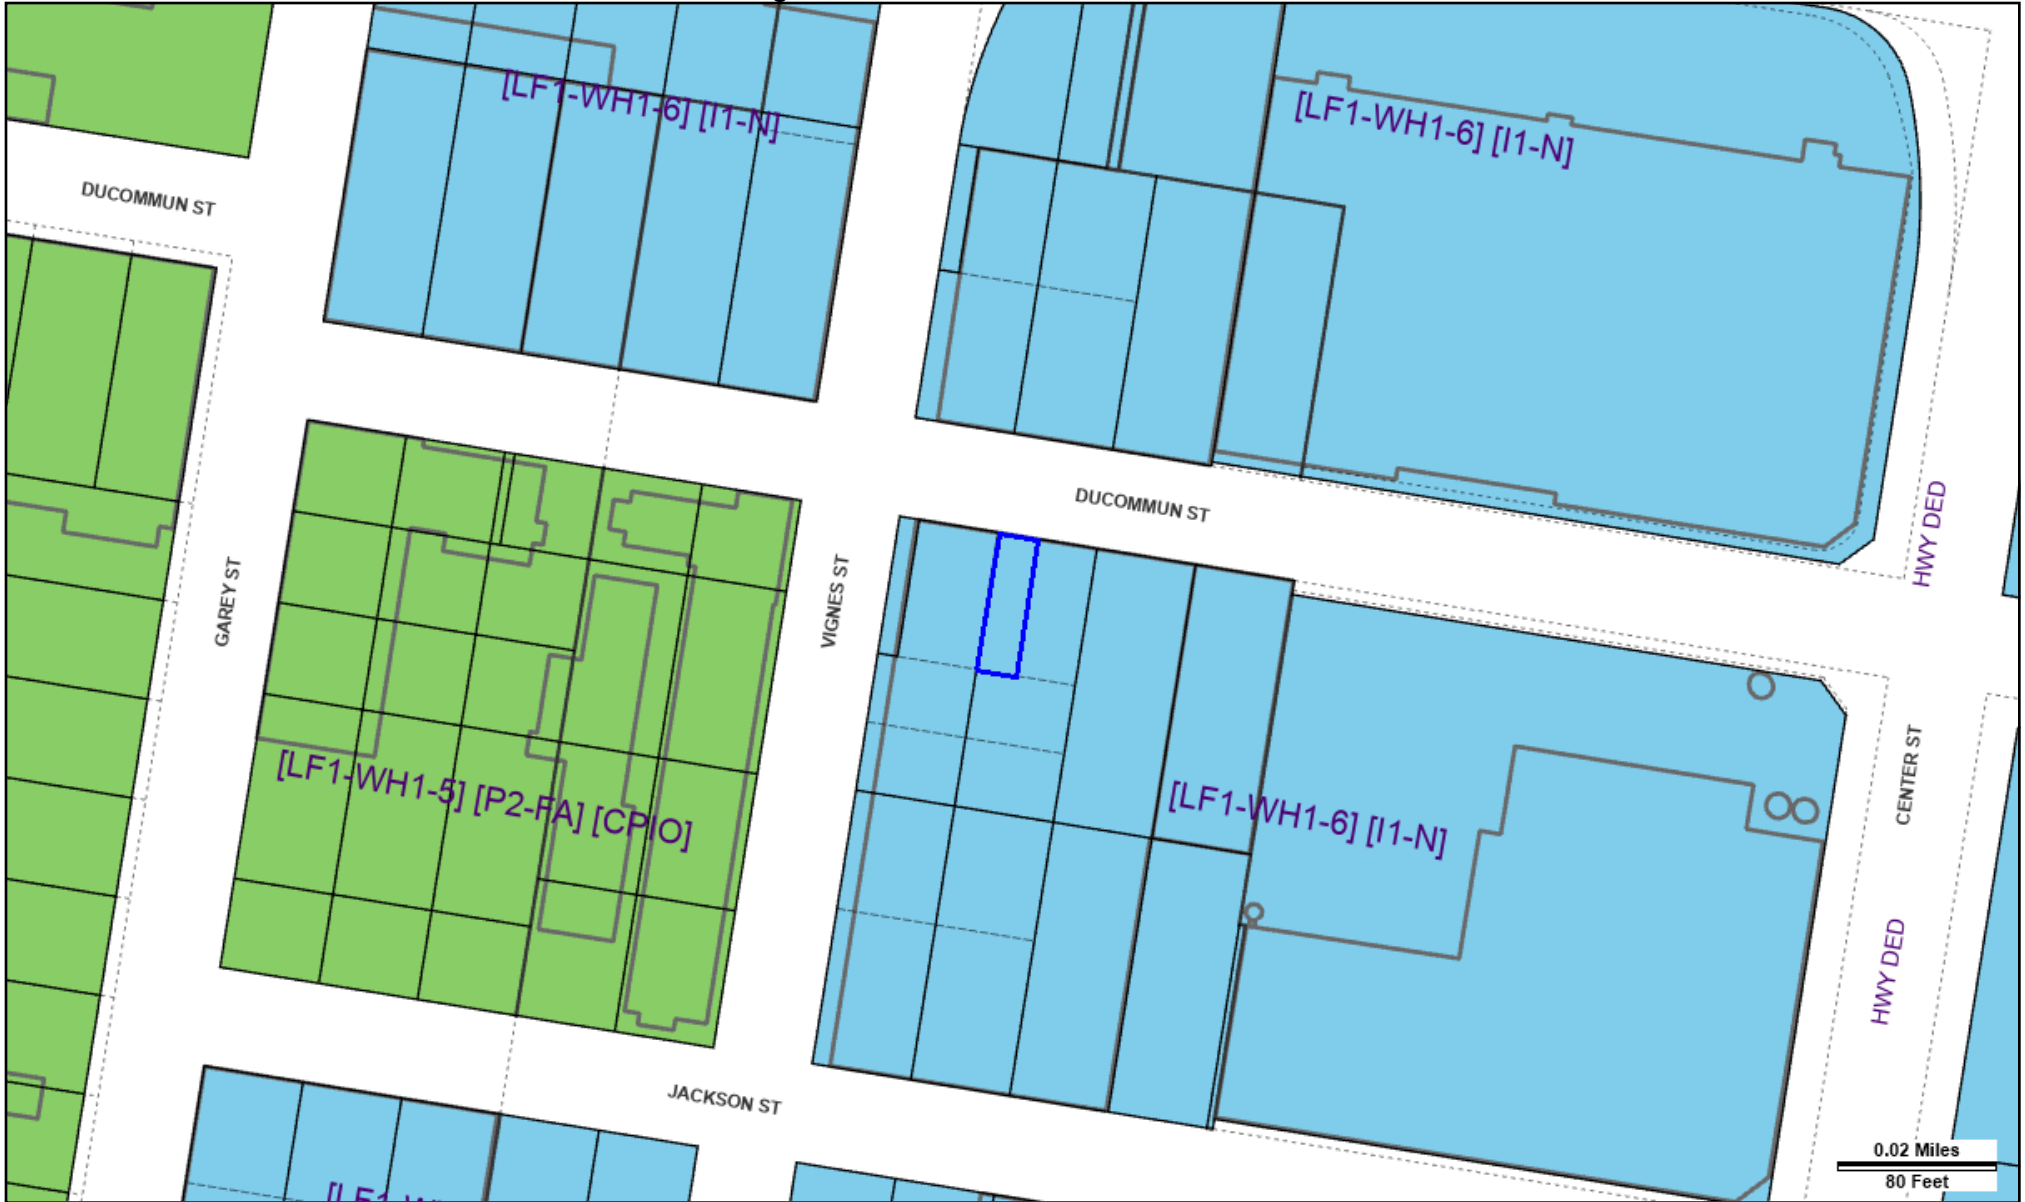 [LF1-WH1-6] [I1-N]
[LF1-WH1-6] [I1-N]
DUCOMMUN ST
DUCOMMUN ST
HWY DED
GAREY ST
VIGNES ST
[LF1-WH1-5] [P2-FA] [CPIO]
[LF1-WH1-6] [I1-N]
CENTER ST
HWY DED
JACKSON ST
0.02 Miles
80 Feet